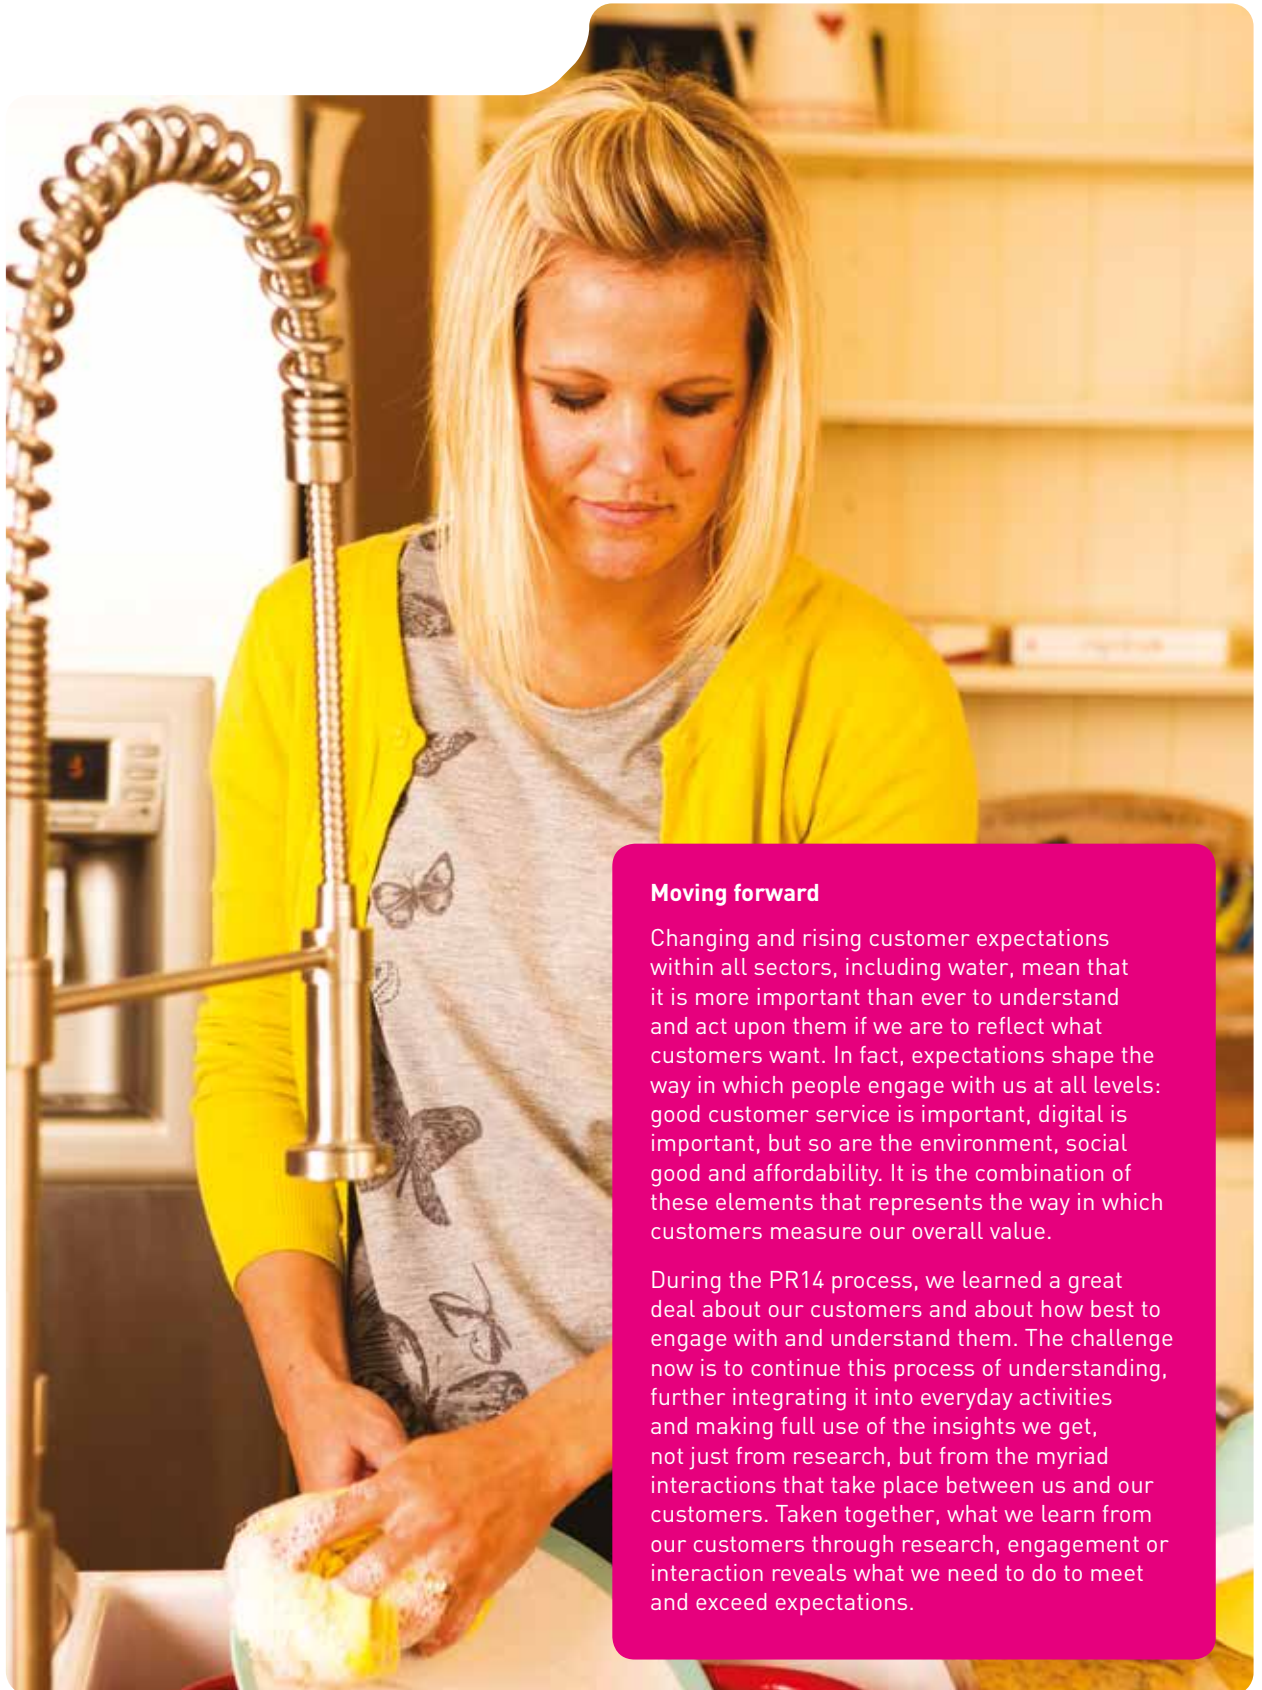 Moving forward
Changing and rising customer expectations
within all sectors, including water, mean that
it is more important than ever to understand
and act upon them if we are to reflect what
customers want. In fact, expectations shape the
way in which people engage with us at all levels:
good customer service is important, digital is
important, but so are the environment, social
good and affordability. It is the combination of
these elements that represents the way in which
customers measure our overall value.
During the PR14 process, we learned a great
deal about our customers and about how best to
engage with and understand them. The challenge
now is to continue this process of understanding,
further integrating it into everyday activities
and making full use of the insights we get,
not just from research, but from the myriad
interactions that take place between us and our
customers. Taken together, what we learn from
our customers through research, engagement or
interaction reveals what we need to do to meet
and exceed expectations.